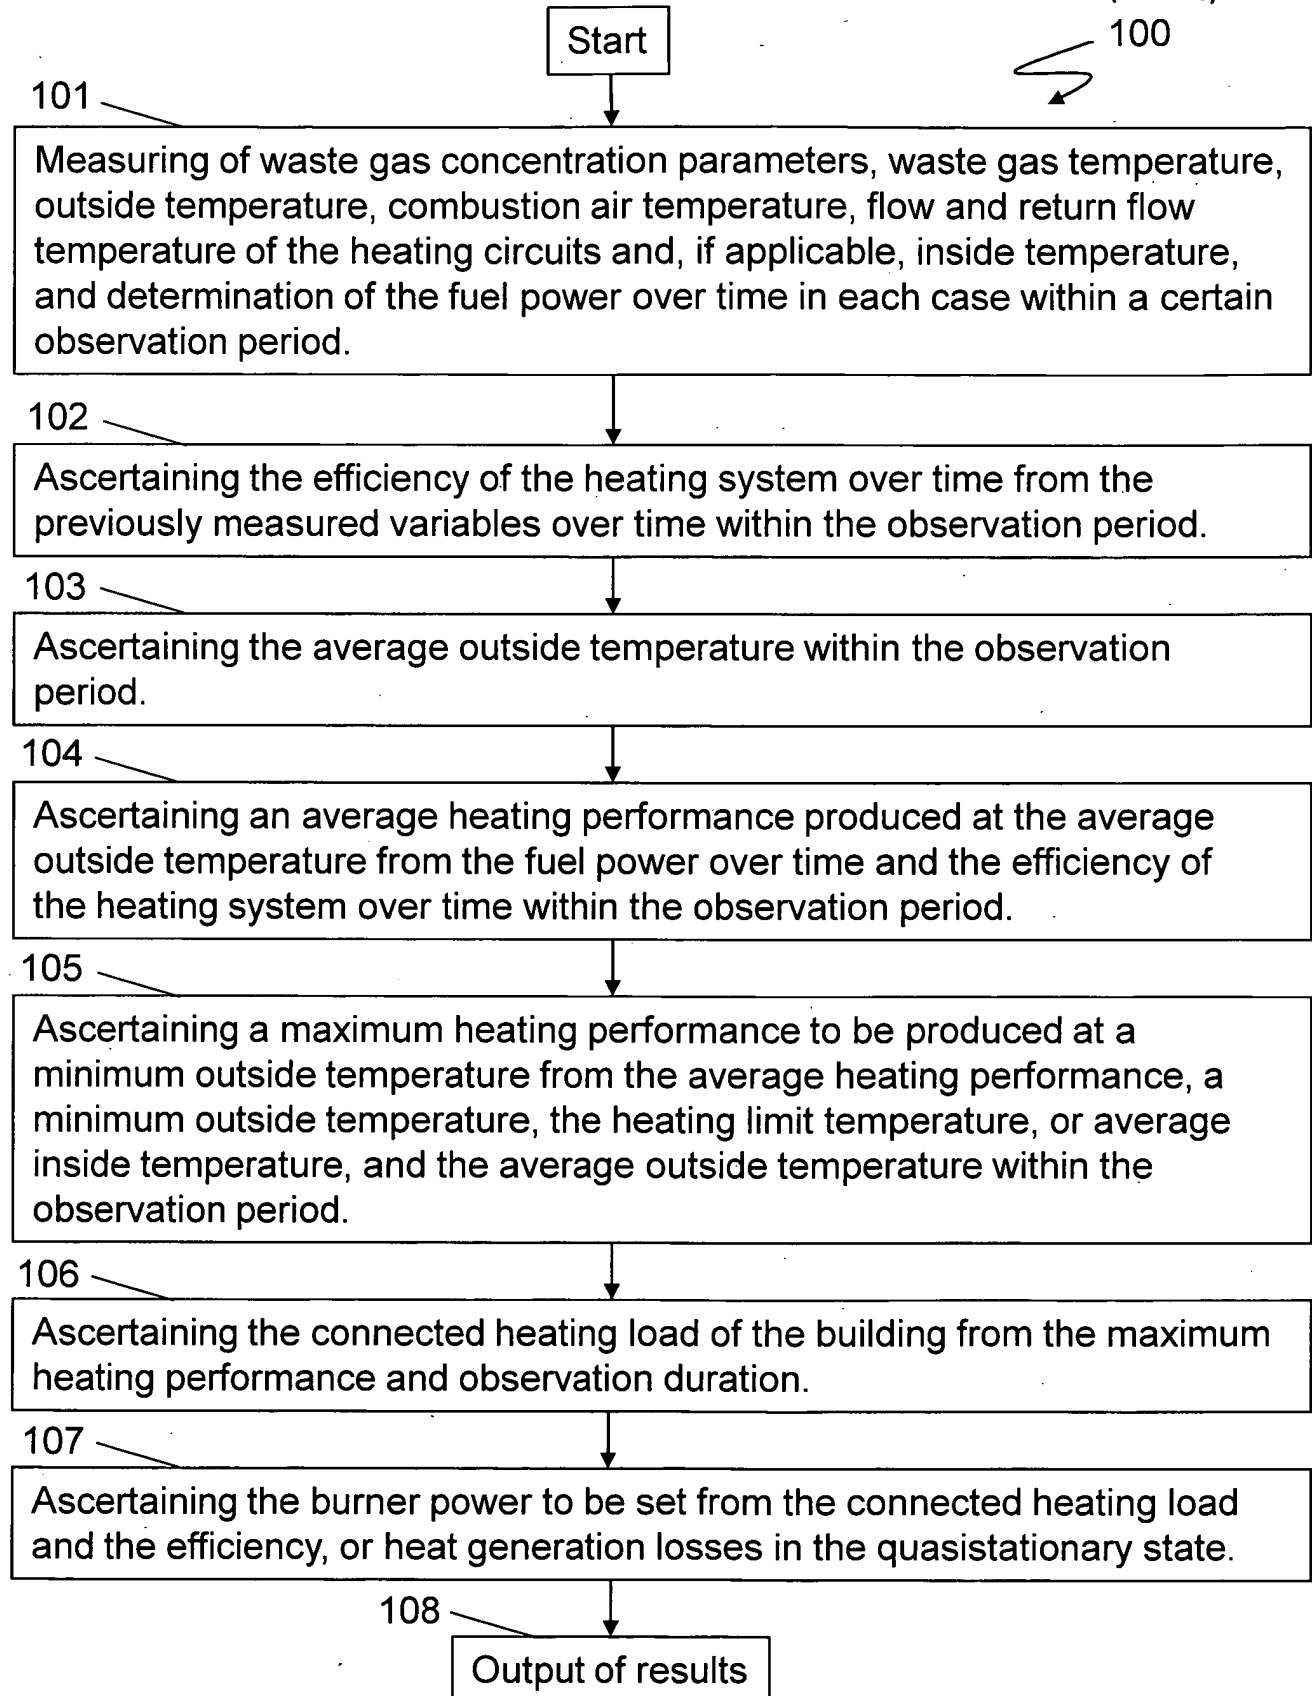 Start
100
101
Measuring of waste gas concentration parameters, waste gas temperature,
outside temperature, combustion air temperature, flow and return flow
temperature of the heating circuits and, if applicable, inside temperature,
and determination of the fuel power over time in each case within a certain
observation period.
102
Ascertaining the efficiency of the heating system over time from the
previously measured variables over time within the observation period.
103
Ascertaining the average outside temperature within the observation
period.
104
Ascertaining an average heating performance produced at the average
outside temperature from the fuel power over time and the efficiency of
the heating system over time within the observation period.
105
Ascertaining a maximum heating performance to be produced at a
minimum outside temperature from the average heating performance, a
minimum outside temperature, the heating limit temperature, or average
inside temperature, and the average outside temperature within the
observation period.
106
Ascertaining the connected heating load of the building from the maximum
heating performance and observation duration.
107
Ascertaining the burner power to be set from the connected heating load
and the efficiency, or heat generation losses in the quasistationary state.
108
Output of results